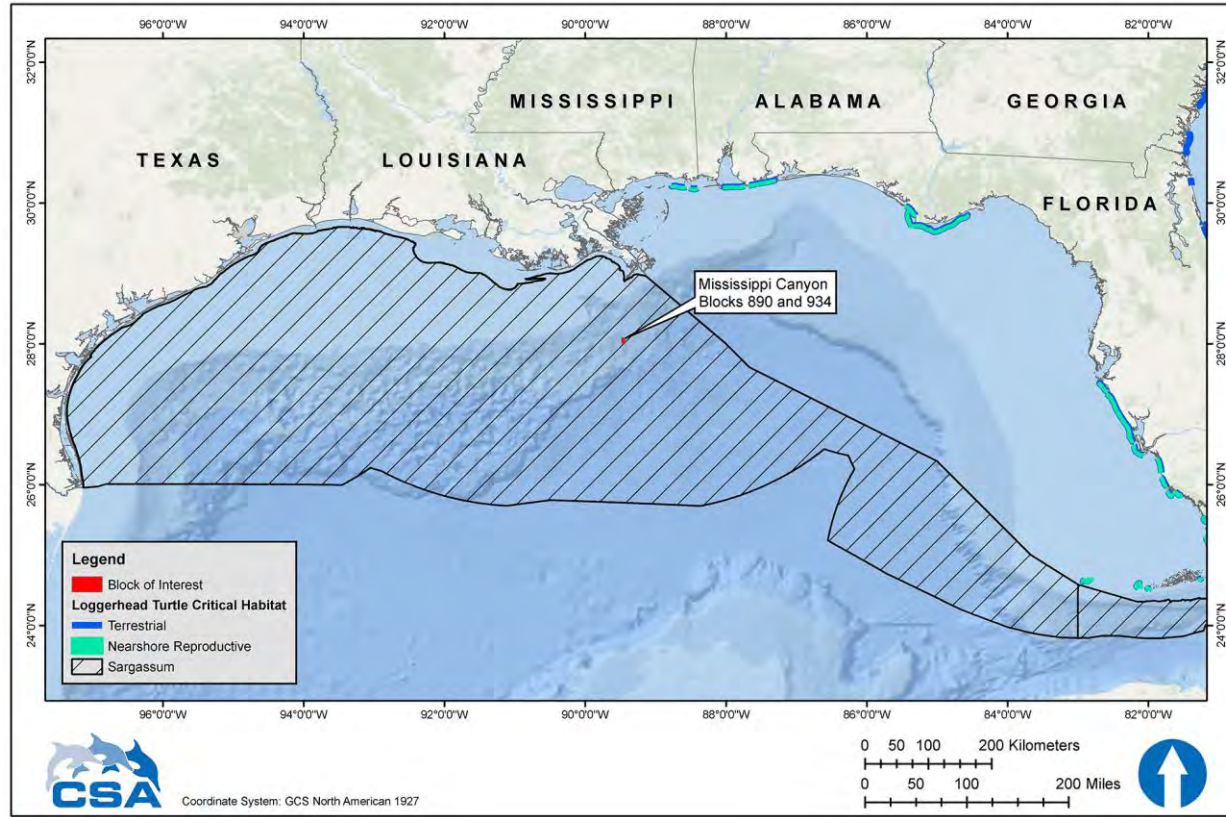 96°0'0"W 94°0'0"W 92°0'0"W 90°0'0"W 88°0'0"W 86°0'0"W 84°0'0"W 82°0'0"W
32°0'0"N
32°0'0"N
MISSISSIPPI
ALABAMA
GEORGIA
TEXAS
LOUISIANA
30°0'0"N
30°0'0"N
FLORIDA
Mississippi Canyon
Blocks 890 and 934
28°0'0"N
28°0'0"N
26°0'0"N
26°0'0"N
Legend
Block of Interest
Loggerhead Turtle Critical Habitat
Terrestrial
Nearshore Reproductive
Sargassum
24°0'0"N
24°0'0"N
96°0'0"W 94°0'0"W 92°0'0"W 90°0'0"W 88°0'0"W 86°0'0"W 84°0'0"W 82°0'0"W
CSA
Coordinate System: GCS North American 1927
0 50 100 200 Kilometers
0 50 100 200 Miles